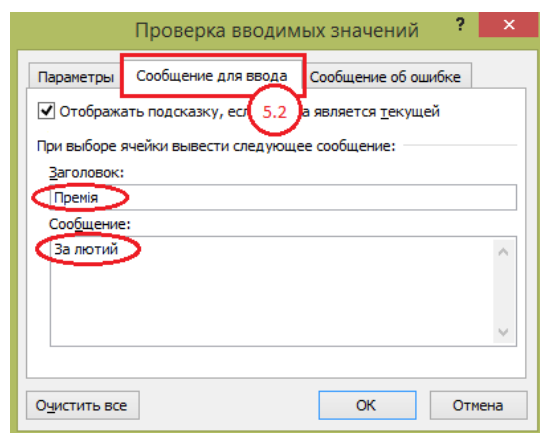 Проверка вводимых значений ? ×
Параметры Сообщение для ввода Сообщение об ошибке
Отображать подсказку, 5.2 является текущей
При выборе ячейки вывести следующее сообщение:
Заголовок:
Премія
Сообщение:
За лютий
Очистить все ОК Отмена